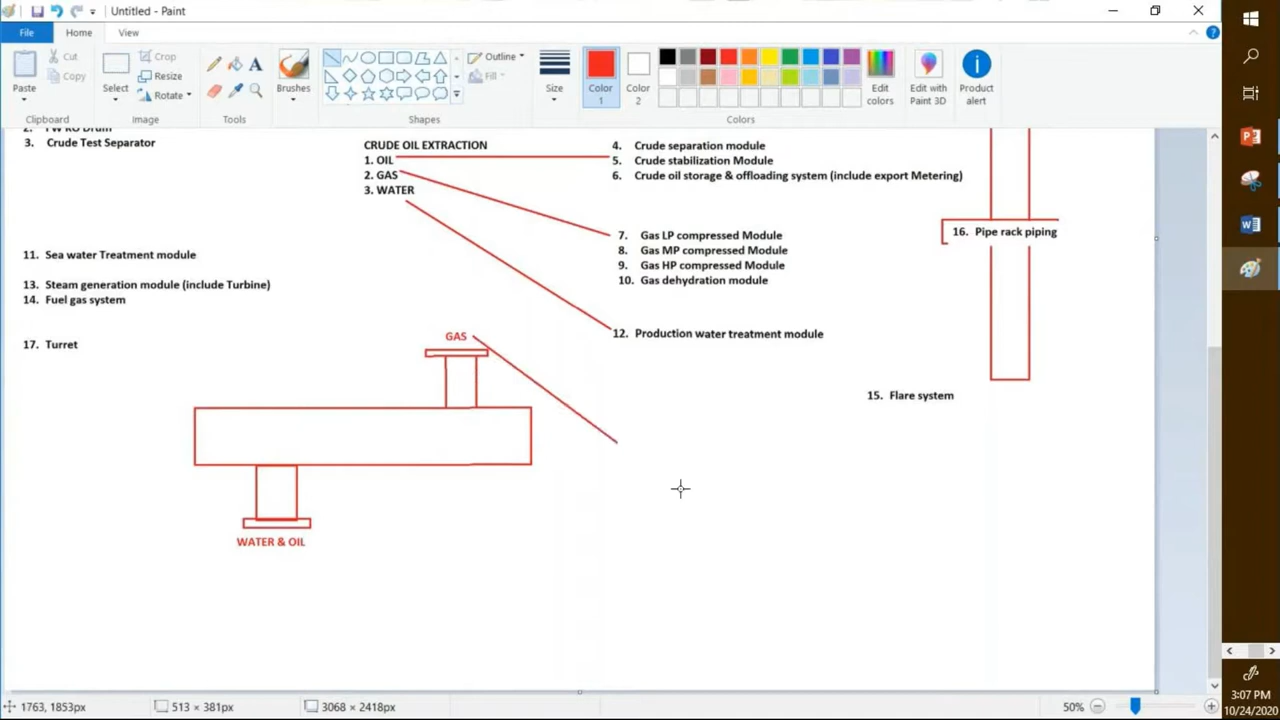 Untitled - Paint
File
Home
View
Paste
Cut
Copy
Clipboard
Select
Crop
Resize
Rotate
Image
Tools
Brushes
Outline
Fill
Shapes
Size
Color 1
Color 2
Edit colors
Colors
Edit with Paint 3D
Product alert
2. FW KO Drum
3. Crude Test Separator
CRUDE OIL EXTRACTION
1. OIL
2. GAS
3. WATER
4. Crude separation module
5. Crude stabilization Module
6. Crude oil storage & offloading system (include export Metering)
7. Gas LP compressed Module
8. Gas MP compressed Module
9. Gas HP compressed Module
10. Gas dehydration module
16. Pipe rack piping
11. Sea water Treatment module
13. Steam generation module (include Turbine)
14. Fuel gas system
12. Production water treatment module
17. Turret
GAS
15. Flare system
WATER & OIL
1763, 1853px
513 × 381px
3068 × 2418px
50%
3:07 PM
10/24/2020